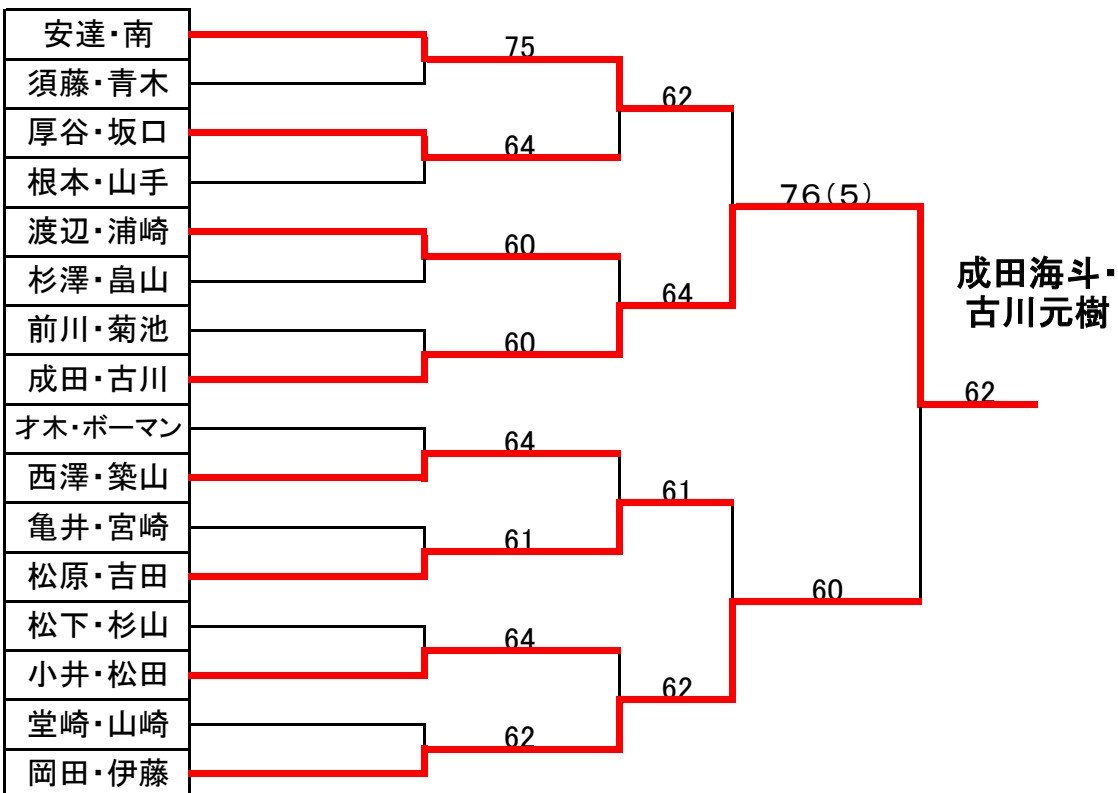 安達・南
須藤・青木
厚谷・坂口
根本・山手
渡辺・浦崎
杉澤・畠山
前川・菊池
成田・古川
才木・ボーマン
西澤・築山
亀井・宮崎
松原・吉田
松下・杉山
小井・松田
堂崎・山崎
岡田・伊藤
75
64
60
60
64
61
64
62
62
64
61
62
76(5)
60
62
成田海斗・
古川元樹